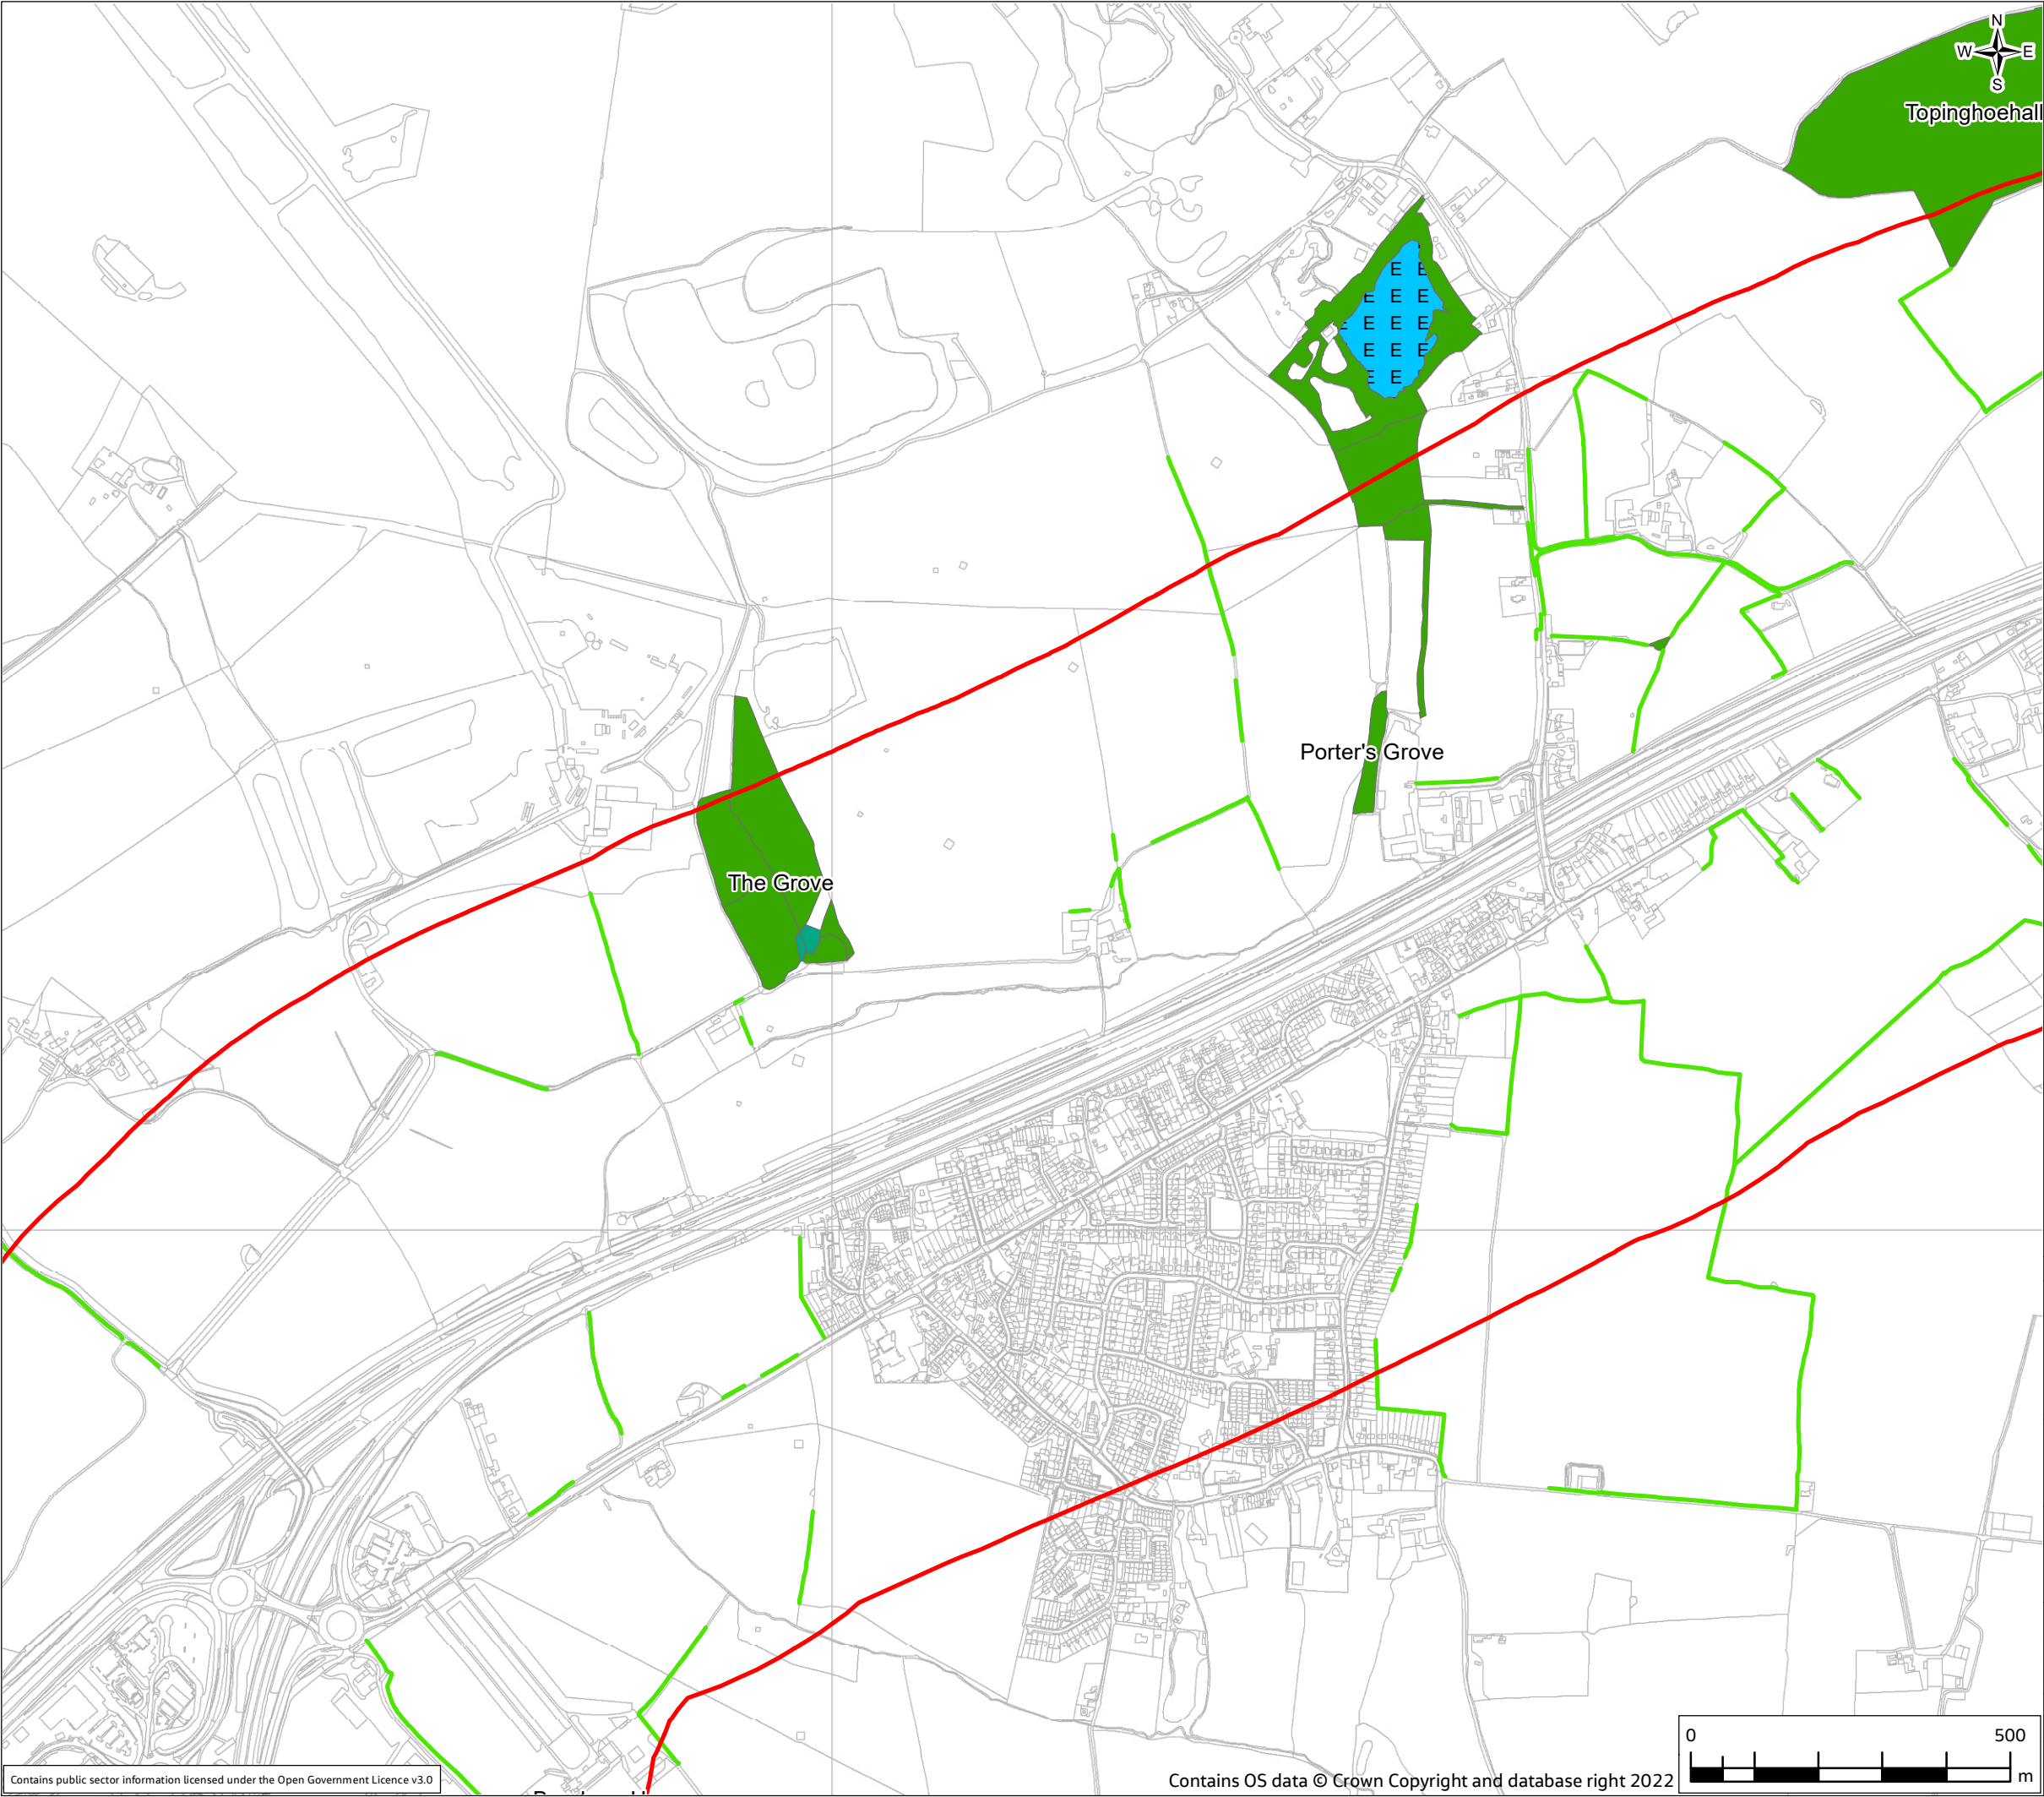 N
W E
S
Topinghoehall
E E
E E E
E E E E
E E E
E E
Porter's Grove
The Grove
0 500
m
Contains public sector information licensed under the Open Government Licence v3.0
Contains OS data © Crown Copyright and database right 2022